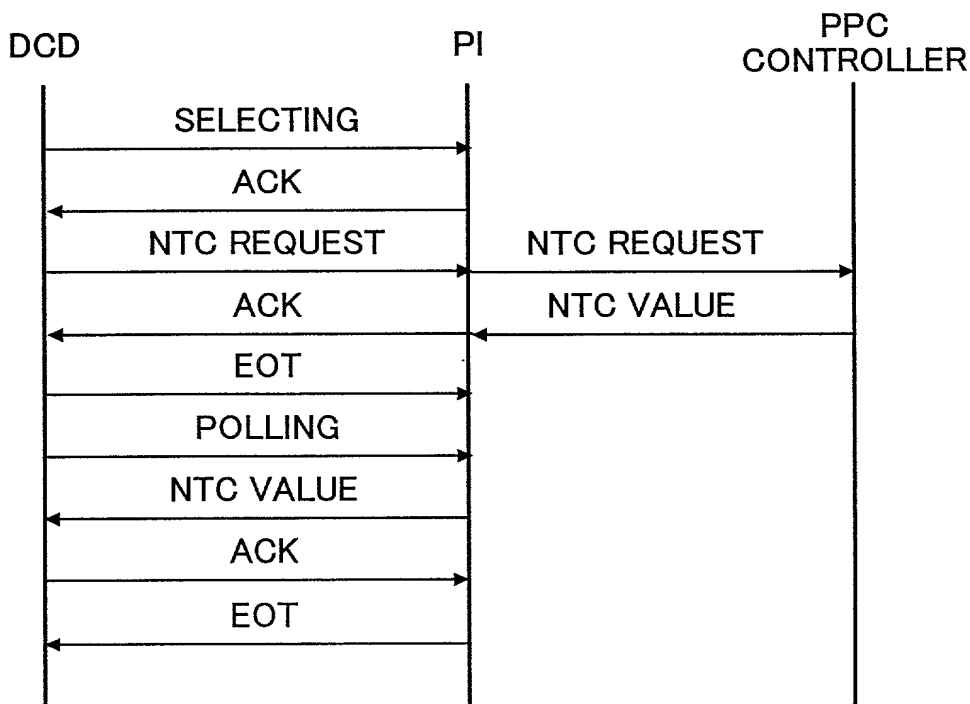 DCD
PI
PPC
CONTROLLER
SELECTING
ACK
NTC REQUEST
NTC REQUEST
ACK
NTC VALUE
EOT
POLLING
NTC VALUE
ACK
EOT